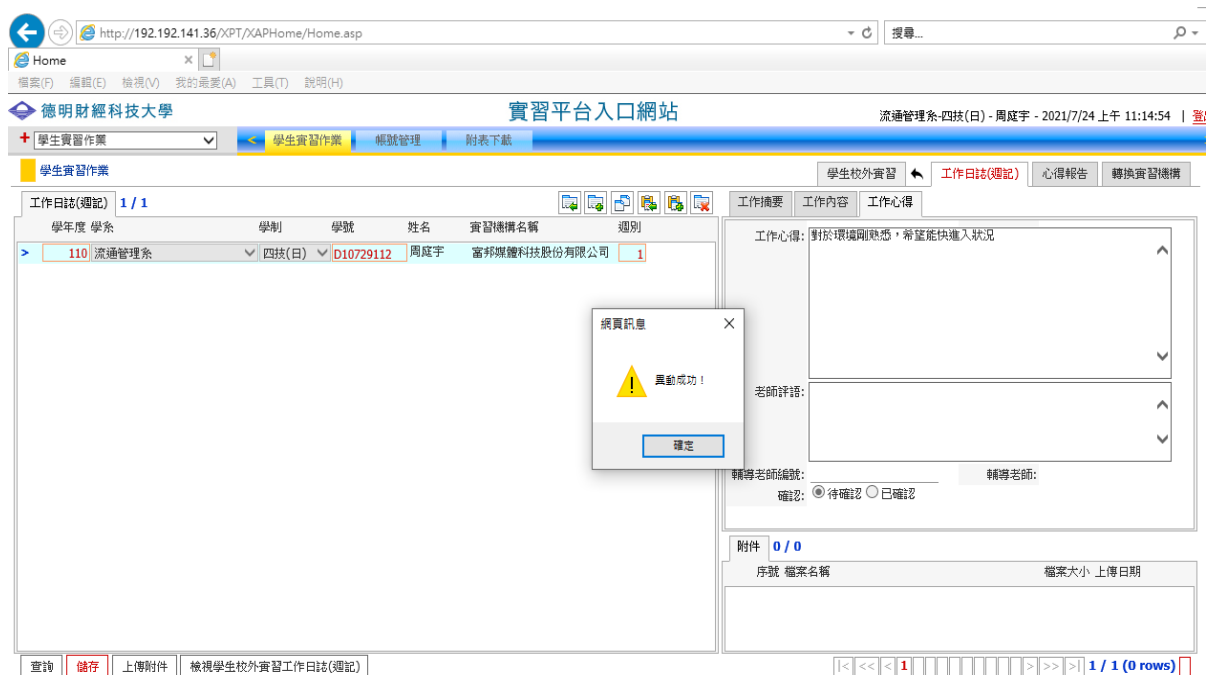 http://192.192.141.36/XPT/XAPHome/Home.asp
搜尋...
Home
檔案(F) 編輯(E) 檢視(V) 我的最愛(A) 工具(T) 說明(H)
德明財經科技大學
實習平台入口網站
流通管理系-四技(日) - 周庭宇 - 2021/7/24 上午 11:14:54 |
學生實習作業
< 學生實習作業 帳號管理 附表下載
學生實習作業
學生校外實習 工作日誌(週記) 心得報告 轉換實習機構
工作日誌(週記) 1 / 1
工作摘要 工作內容 工作心得
學年度 學系 學制 學號 姓名 實習機構名稱 週別
> 110 流通管理系 四技(日) D10729112 周庭宇 富邦媒體科技股份有限公司 1
工作心得: 對於環境剛熟悉,希望能快進入狀況
網頁訊息
異動成功!
確定
老師評語:
輔導老師編號: 輔導老師:
確認: 待確認 已確認
附件 0 / 0
序號 檔案名稱 檔案大小 上傳日期
查詢 儲存 上傳附件 檢視學生校外實習工作日誌(週記)
|< << < 1 > >> >| 1 / 1 (0 rows)